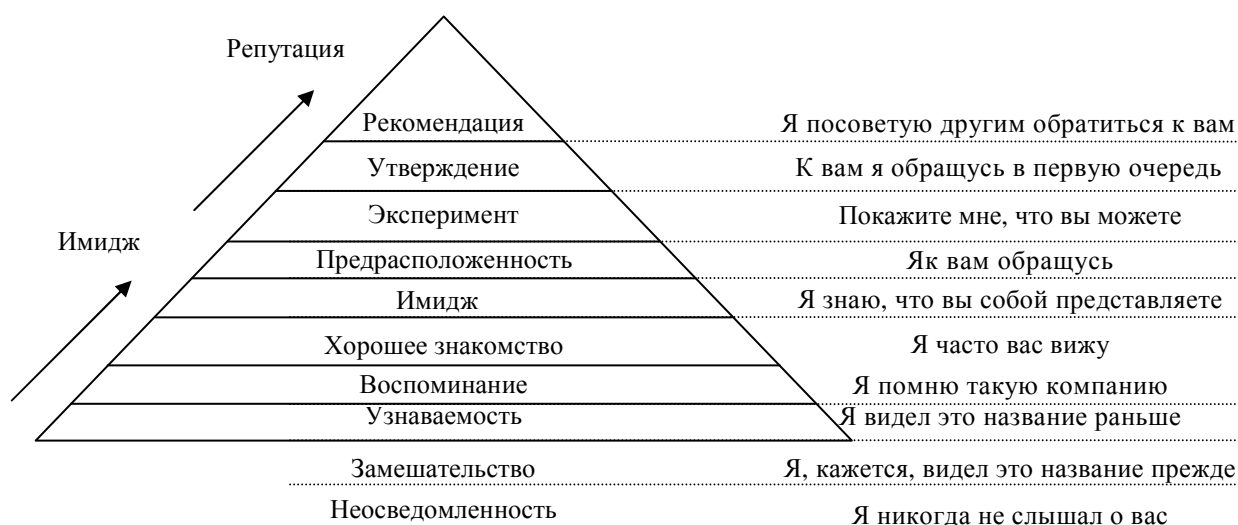 Репутация
Рекомендация Я посоветую другим обратиться к вам
Утверждение К вам я обращусь в первую очередь
Эксперимент Покажите мне, что вы можете
Имидж
Предрасположенность Як вам обращусь
Имидж Я знаю, что вы собой представляете
Хорошее знакомство Я часто вас вижу
Воспоминание Я помню такую компанию
Узнаваемость Я видел это название раньше
Замешательство Я, кажется, видел это название прежде
Неосведомленность Я никогда не слышал о вас